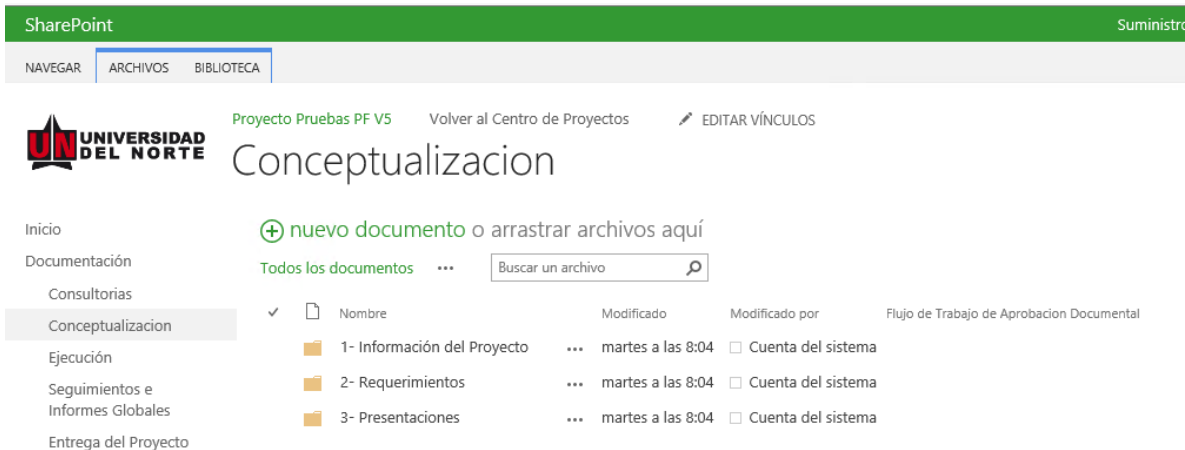 SharePoint
Suministro
NAVEGAR ARCHIVOS BIBLIOTECA
UN UNIVERSIDAD
DEL NORTE
Proyecto Pruebas PF V5 Volver al Centro de Proyectos EDITAR VÍNCULOS
Conceptualizacion
Inicio
Documentación
Consultorias
Conceptualizacion
Ejecución
Seguimientos e
Informes Globales
Entrega del Proyecto
nuevo documento o arrastrar archivos aquí
Todos los documentos ••• Buscar un archivo
Nombre Modificado Modificado por Flujo de Trabajo de Aprobacion Documental
1- Información del Proyecto ••• martes a las 8:04 Cuenta del sistema
2- Requerimientos ••• martes a las 8:04 Cuenta del sistema
3- Presentaciones ••• martes a las 8:04 Cuenta del sistema